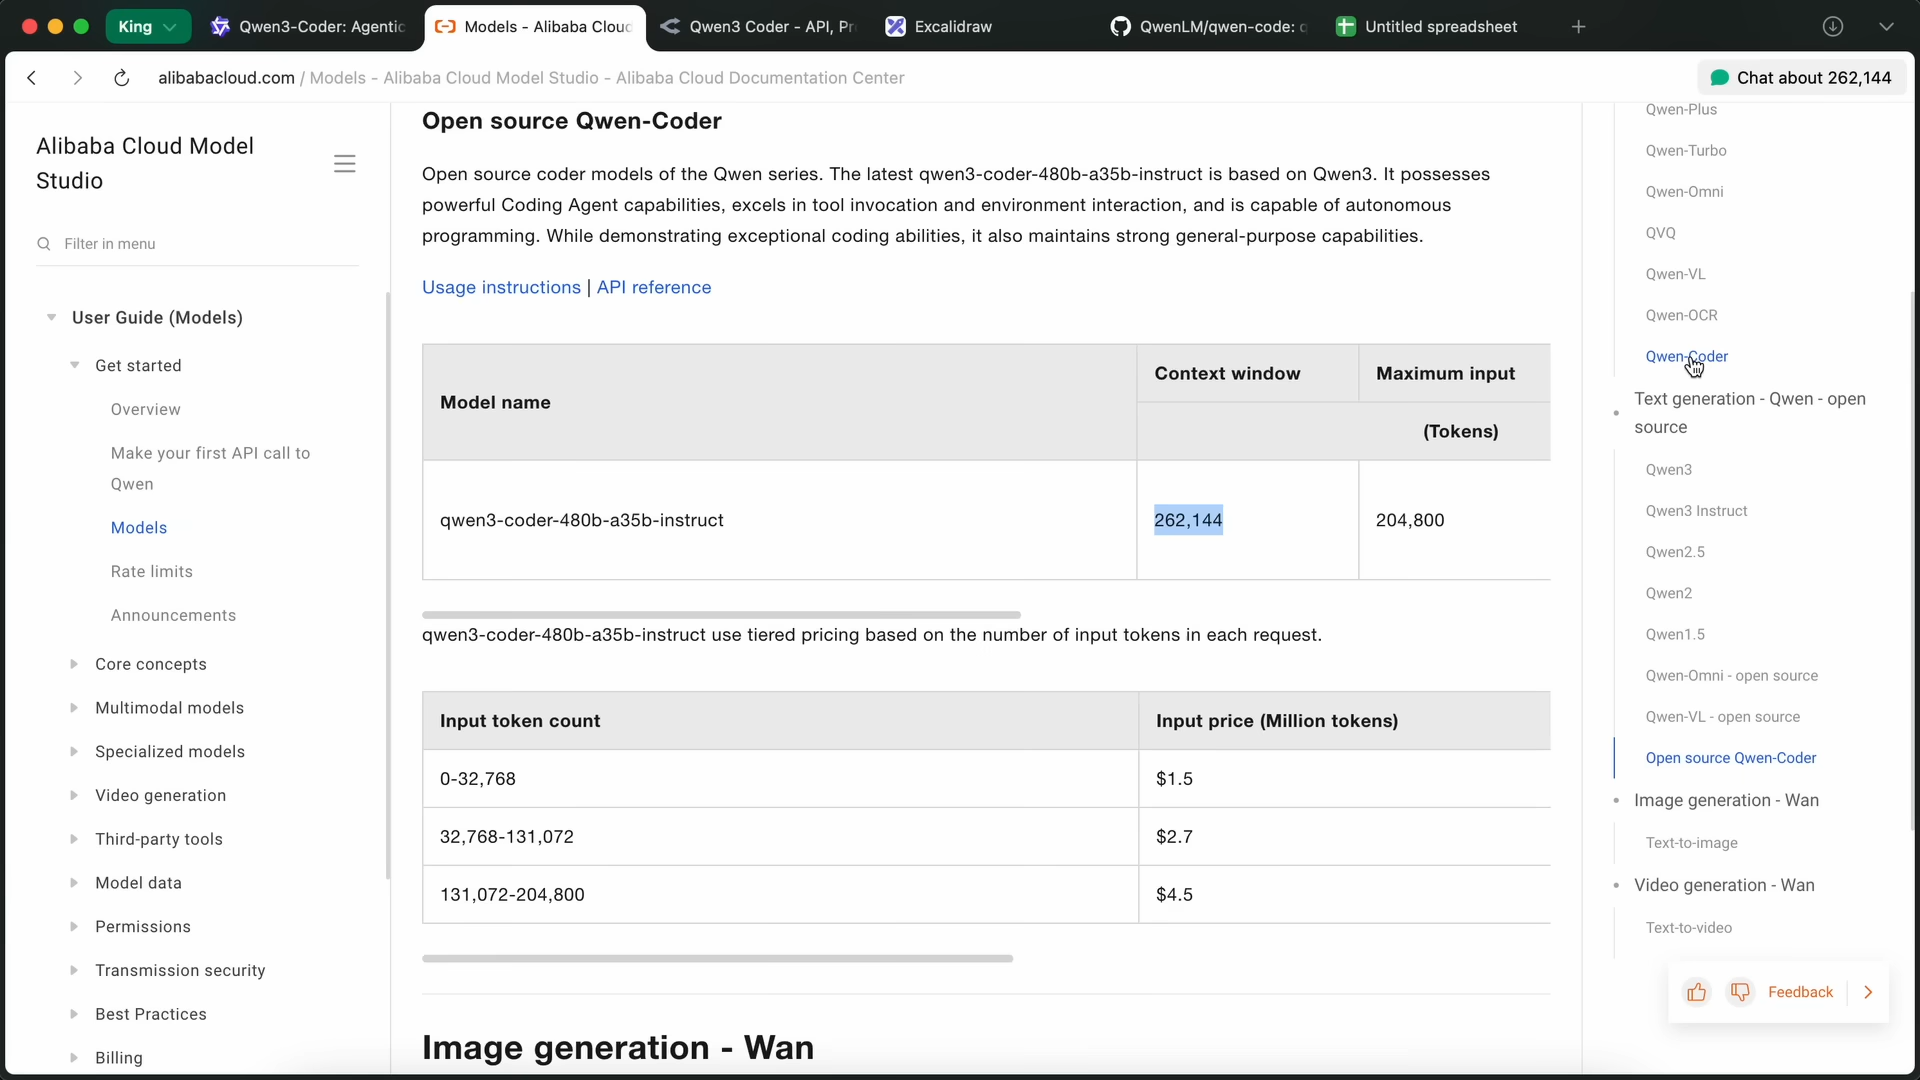 King
Qwen3-Coder: Agentic
Models - Alibaba Cloud
Qwen3 Coder - API, Pr
Excalidraw
QwenLM/qwen-code: q
Untitled spreadsheet
alibabacloud.com / Models - Alibaba Cloud Model Studio - Alibaba Cloud Documentation Center
Chat about 262,144
Alibaba Cloud Model
Studio
Filter in menu
User Guide (Models)
Get started
Overview
Make your first API call to
Qwen
Models
Rate limits
Announcements
Core concepts
Multimodal models
Specialized models
Video generation
Third-party tools
Model data
Permissions
Transmission security
Best Practices
Billing
Open source Qwen-Coder
Open source coder models of the Qwen series. The latest qwen3-coder-480b-a35b-instruct is based on Qwen3. It possesses
powerful Coding Agent capabilities, excels in tool invocation and environment interaction, and is capable of autonomous
programming. While demonstrating exceptional coding abilities, it also maintains strong general-purpose capabilities.
Usage instructions | API reference
Model name
Context window
Maximum input
(Tokens)
qwen3-coder-480b-a35b-instruct
262,144
204,800
qwen3-coder-480b-a35b-instruct use tiered pricing based on the number of input tokens in each request.
Input token count
Input price (Million tokens)
0-32,768
$1.5
32,768-131,072
$2.7
131,072-204,800
$4.5
Image generation - Wan
Qwen-Plus
Qwen-Turbo
Qwen-Omni
QVQ
Qwen-VL
Qwen-OCR
Qwen-Coder
Text generation - Qwen - open
source
Qwen3
Qwen3 Instruct
Qwen2.5
Qwen2
Qwen1.5
Qwen-Omni - open source
Qwen-VL - open source
Open source Qwen-Coder
Image generation - Wan
Text-to-image
Video generation - Wan
Text-to-video
Feedback